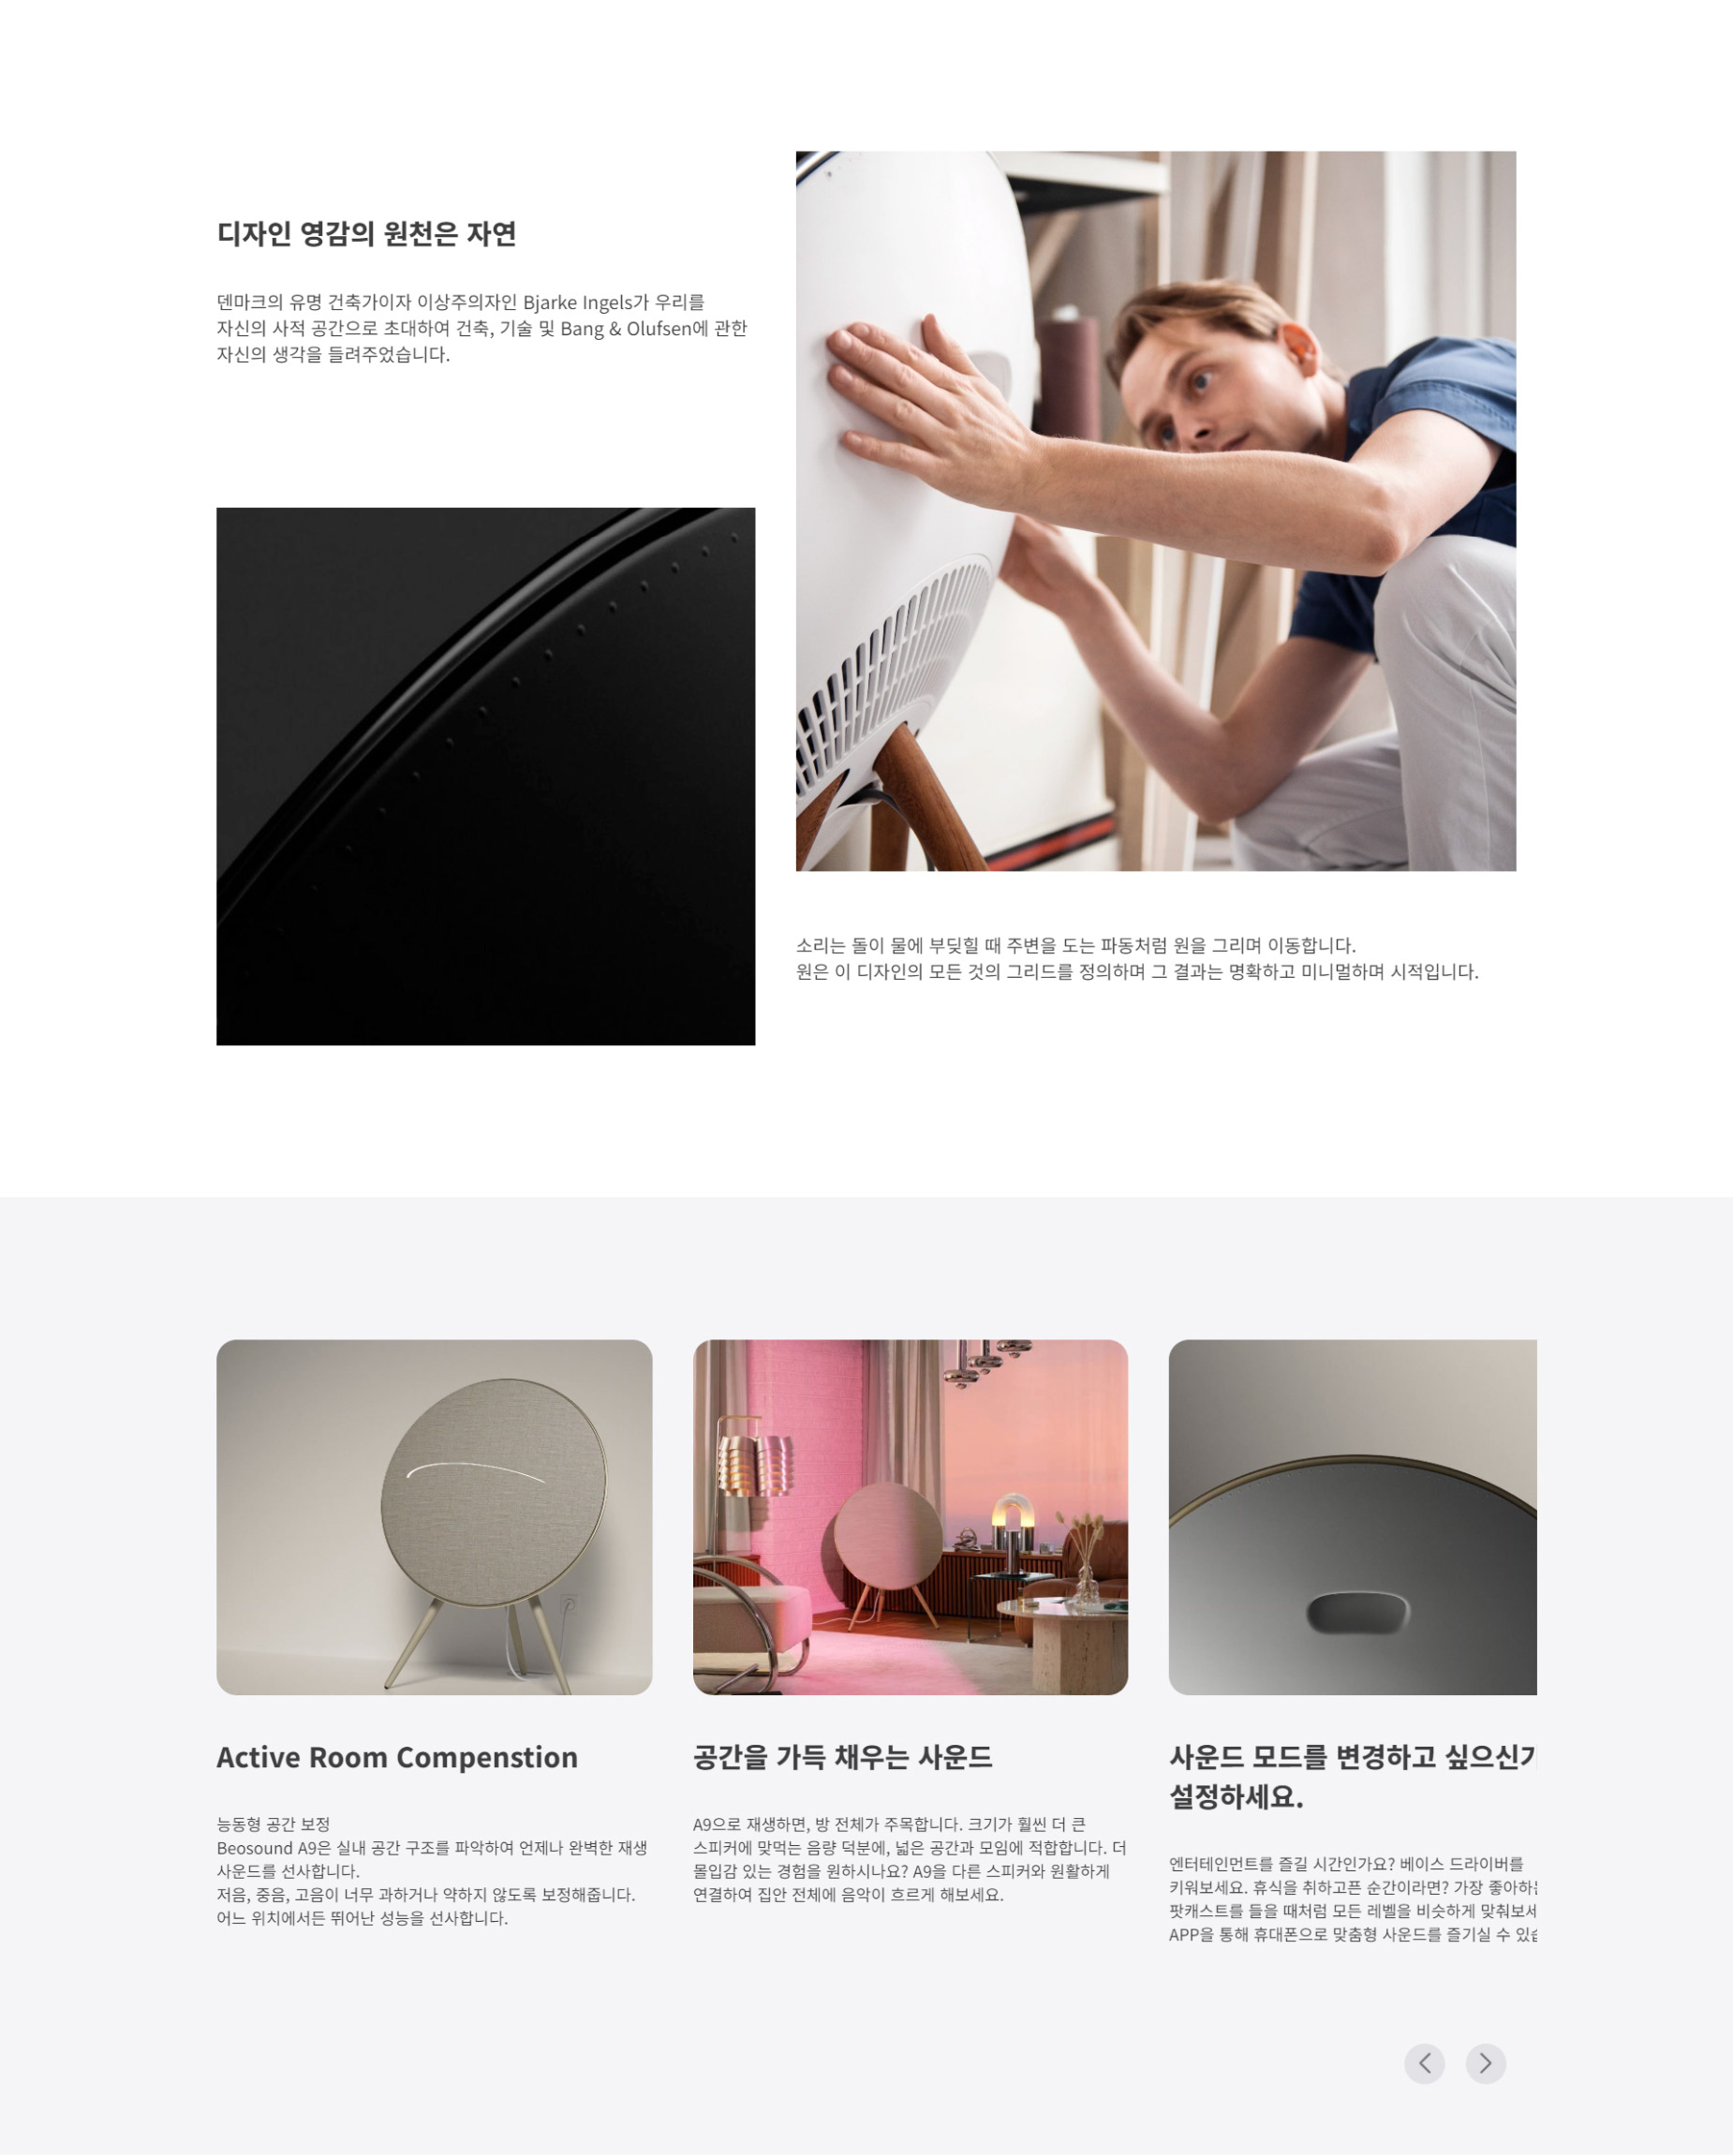 디자인 영감의 원천은 자연
덴마크의 유명 건축가이자 이상주의자인 Bjarke Ingels가 우리를
자신의 사적 공간으로 초대하여 건축, 기술 및 Bang & Olufsen에 관한
자신의 생각을 들려주었습니다.
소리는 돌이 물에 부딪힐 때 주변을 도는 파동처럼 원을 그리며 이동합니다.
원은 이 디자인의 모든 것의 그리드를 정의하며 그 결과는 명확하고 미니멀하며 시적입니다.
Active Room Compenstion
능동형 공간 보정
Beosound A9은 실내 공간 구조를 파악하여 언제나 완벽한 재생
사운드를 선사합니다.
저음, 중음, 고음이 너무 과하거나 약하지 않도록 보정해줍니다.
어느 위치에서든 뛰어난 성능을 선사합니다.
공간을 가득 채우는 사운드
A9으로 재생하면, 방 전체가 주목합니다. 크기가 훨씬 더 큰
스피커에 맞먹는 음량 덕분에, 넓은 공간과 모임에 적합합니다. 더
몰입감 있는 경험을 원하시나요? A9을 다른 스피커와 원활하게
연결하여 집안 전체에 음악이 흐르게 해보세요.
사운드 모드를 변경하고 싶으신
설정하세요.
엔터테인먼트를 즐길 시간인가요? 베이스 드라이버를
키워보세요. 휴식을 취하고픈 순간이라면? 가장 좋아하
팟캐스트를 들을 때처럼 모든 레벨을 비슷하게 맞춰보세
APP을 통해 휴대폰으로 맞춤형 사운드를 즐기실 수 있